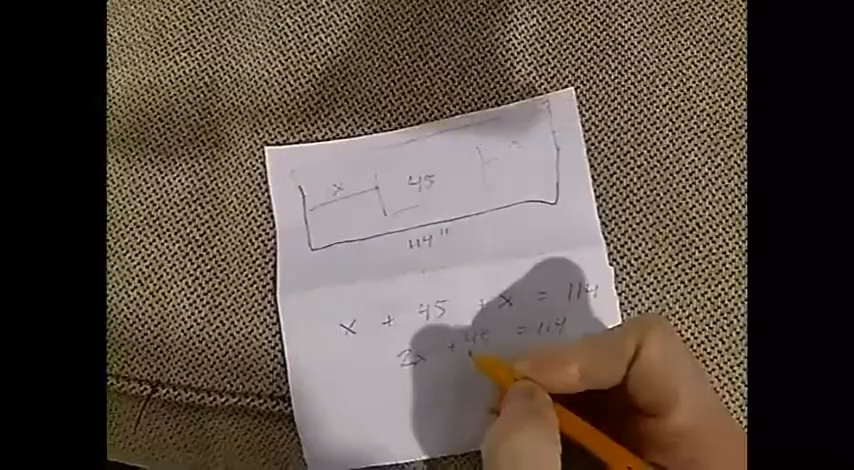 x 45 x
114"
x + 45 + x = 114
2x + 45 = 114